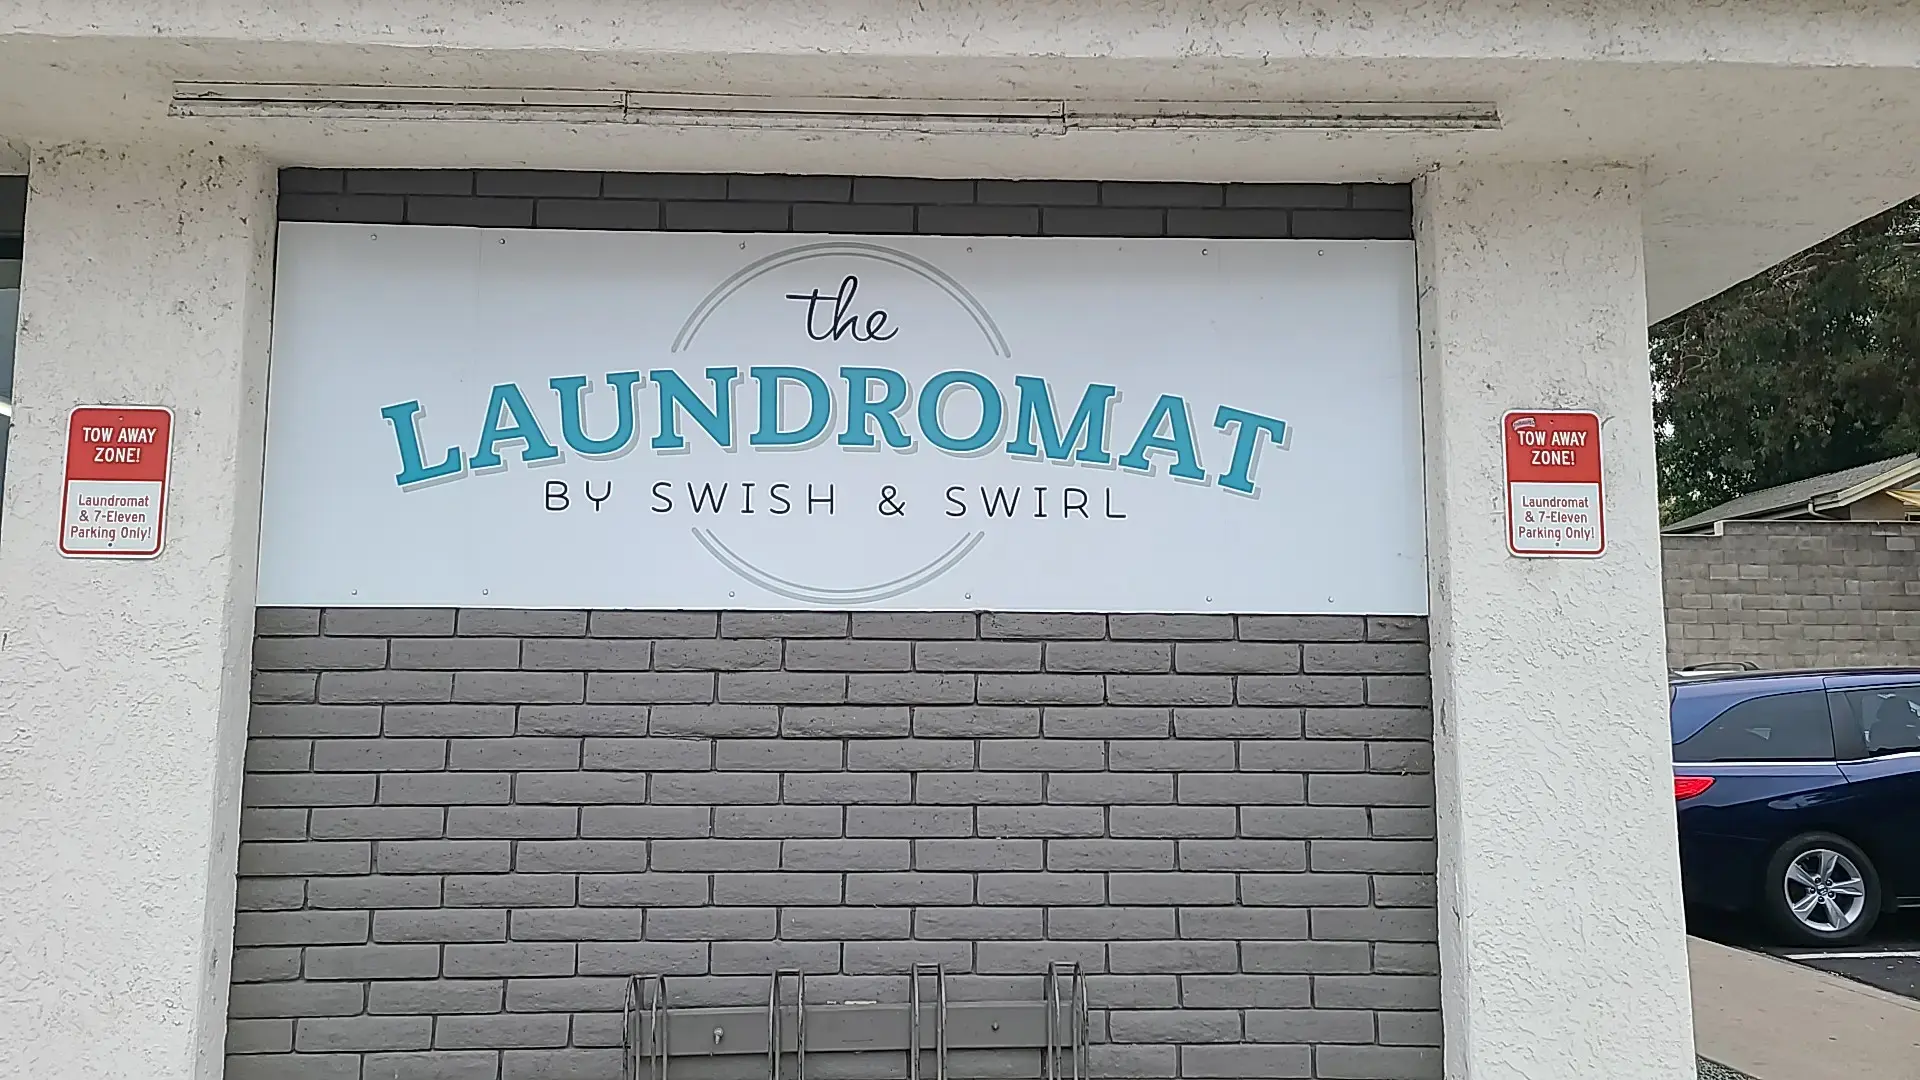 the
LAUNDROMAT
BY SWISH & SWIRL
TOW AWAY
ZONE!
Laundromat
& 7-Eleven
Parking Only!
TOW AWAY
ZONE!
Laundromat
& 7-Eleven
Parking Only!